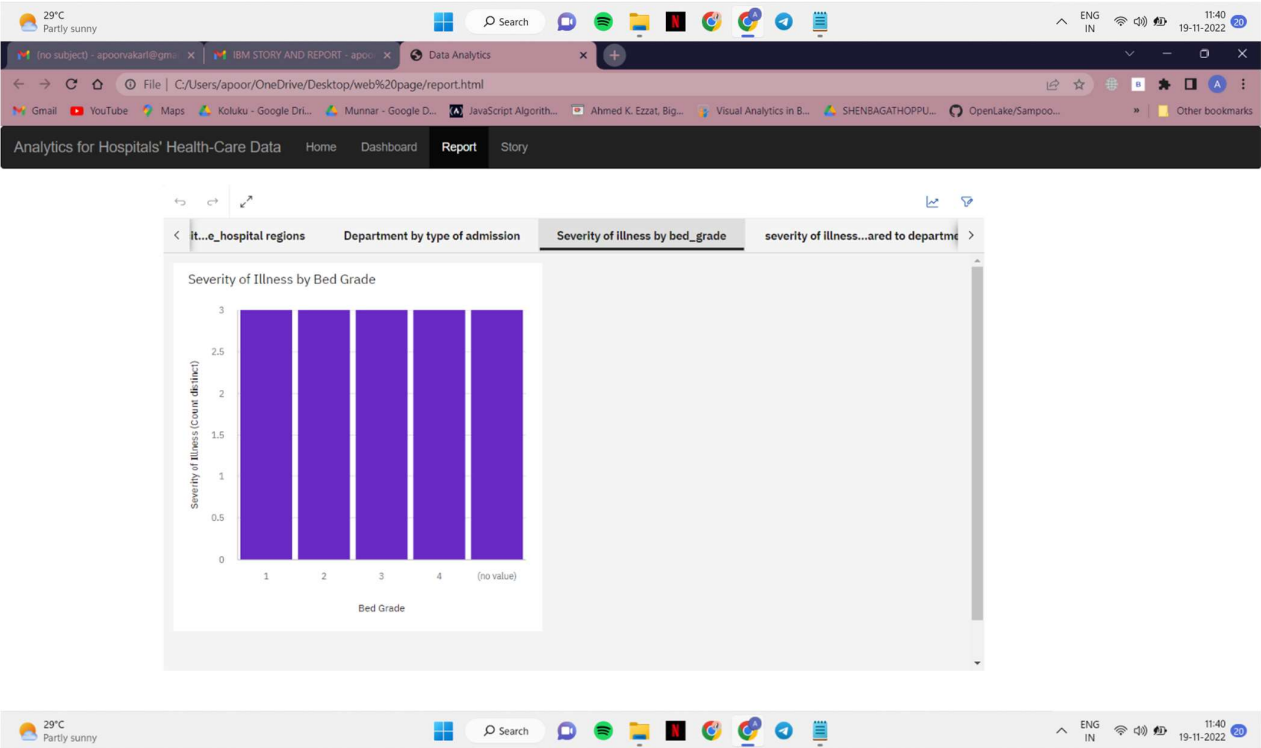 29°C
Partly sunny
Search
ENG
IN
11:40
19-11-2022
20
(no subject) - apoorvakarl@gma
IBM STORY AND REPORT - apoo
Data Analytics
File | C:/Users/apoor/OneDrive/Desktop/web%20page/report.html
A
Gmail
YouTube
Maps
Koluku - Google Dri...
Munnar - Google D...
JavaScript Algorith...
Ahmed K. Ezzat, Big...
Visual Analytics in B...
SHENBAGATHOPPU...
OpenLake/Sampoo...
Other bookmarks
Analytics for Hospitals' Health-Care Data
Home
Dashboard
Report
Story
it...e_hospital regions
Department by type of admission
Severity of illness by bed_grade
severity of illness...ared to departme
Severity of Illness by Bed Grade
3
2.5
2
1.5
1
0.5
0
Severity of Illness (Count distinct)
1
2
3
4
(no value)
Bed Grade
29°C
Partly sunny
Search
ENG
IN
11:40
19-11-2022
20